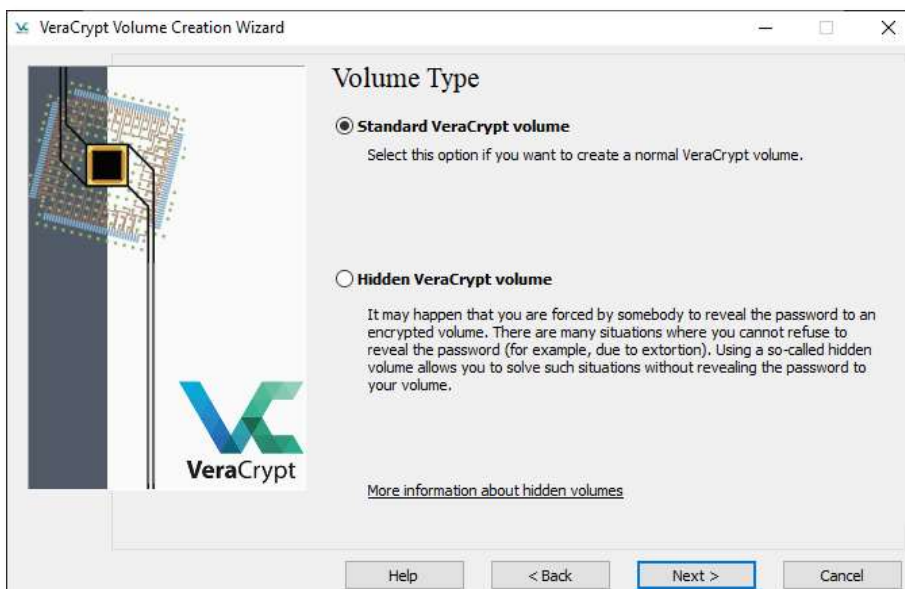 VeraCrypt Volume Creation Wizard
Volume Type
Standard VeraCrypt volume
Select this option if you want to create a normal VeraCrypt volume.
Hidden VeraCrypt volume
It may happen that you are forced by somebody to reveal the password to an
encrypted volume. There are many situations where you cannot refuse to
reveal the password (for example, due to extortion). Using a so-called hidden
volume allows you to solve such situations without revealing the password to
your volume.
VeraCrypt
More information about hidden volumes
Help < Back Next > Cancel